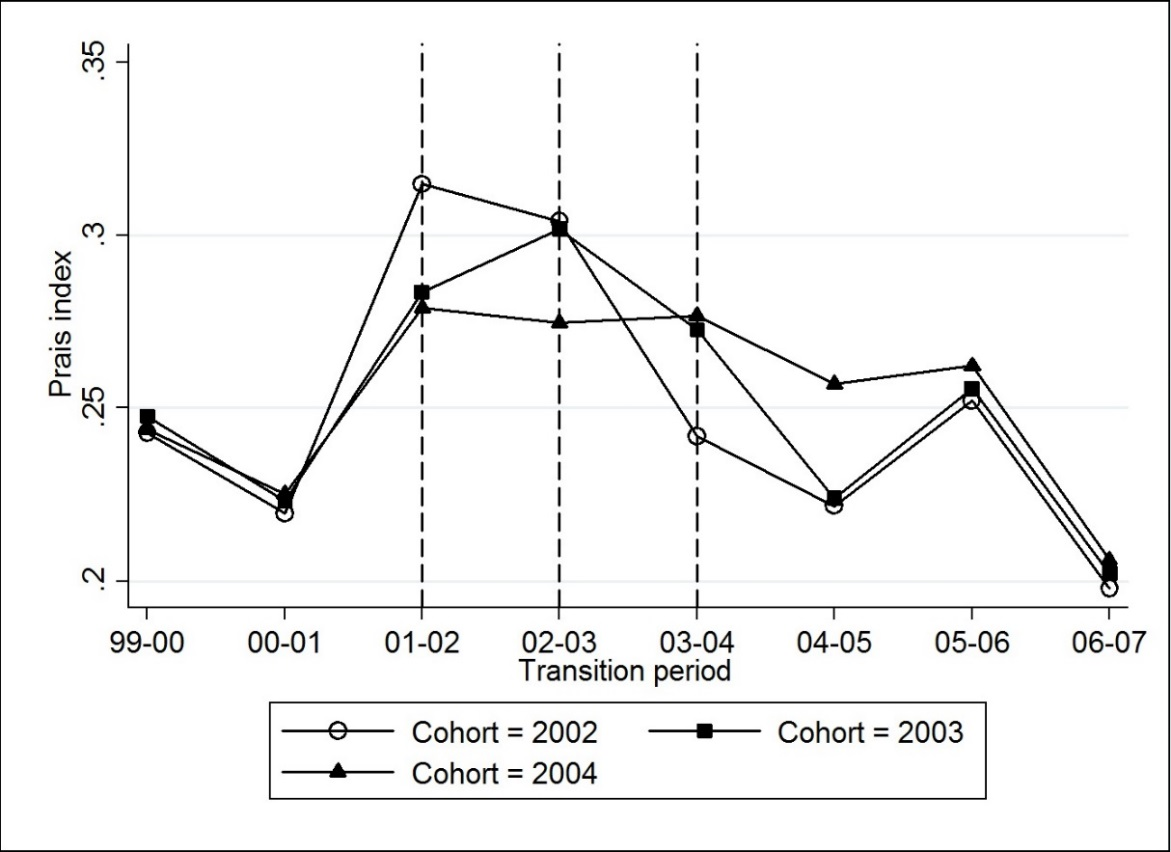 .35
.3
.25
.2
Prais index
99-00 00-01 01-02 02-03 03-04 04-05 05-06 06-07
Transition period
Cohort = 2002 Cohort = 2003
Cohort = 2004